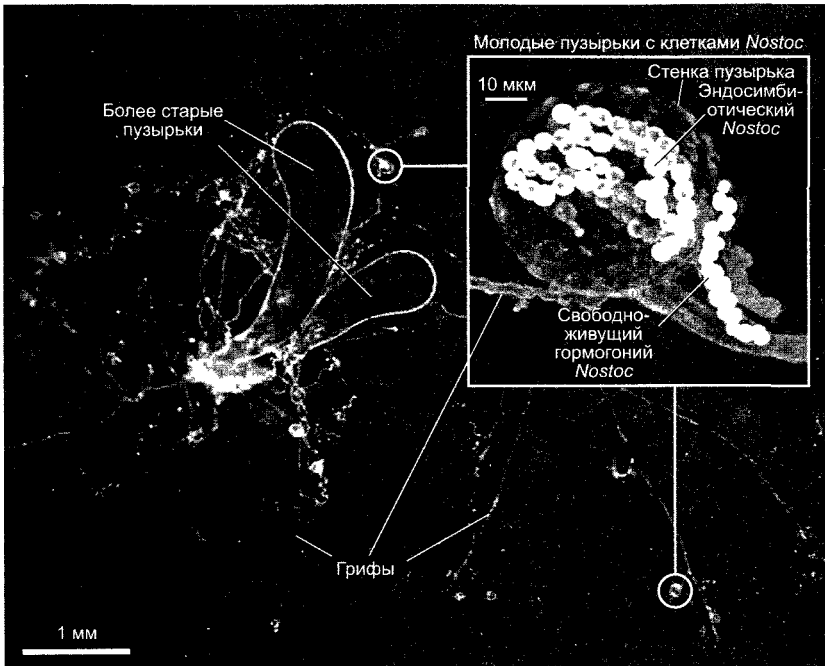 Молодые пузырьки с клетками Nostoc
10 мкм
Стенка пузырька
Эндосимби-
отический
Nostoc
Более старые
пузырьки
Свободно-
живущий
гормогоний
Nostoc
Грифы
1 мм